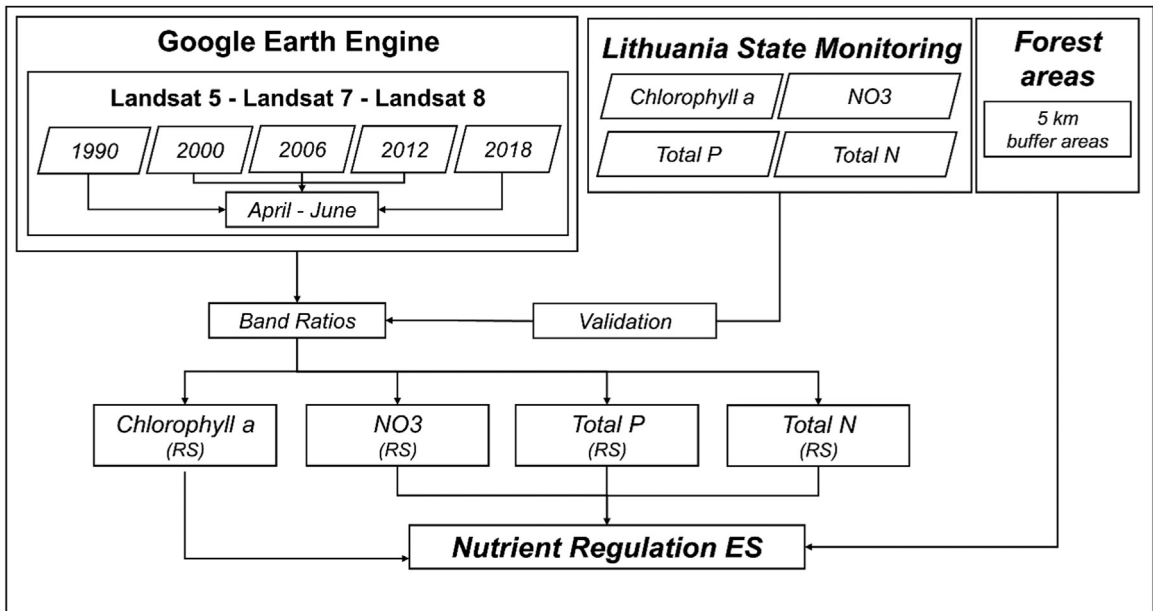 Google Earth Engine
Landsat 5 - Landsat 7 - Landsat 8
1990
2000
2006
2012
2018
April - June
Lithuania State Monitoring
Chlorophyll a
NO3
Total P
Total N
Forest
areas
5 km
buffer areas
Band Ratios
Validation
Chlorophyll a
(RS)
NO3
(RS)
Total P
(RS)
Total N
(RS)
Nutrient Regulation ES